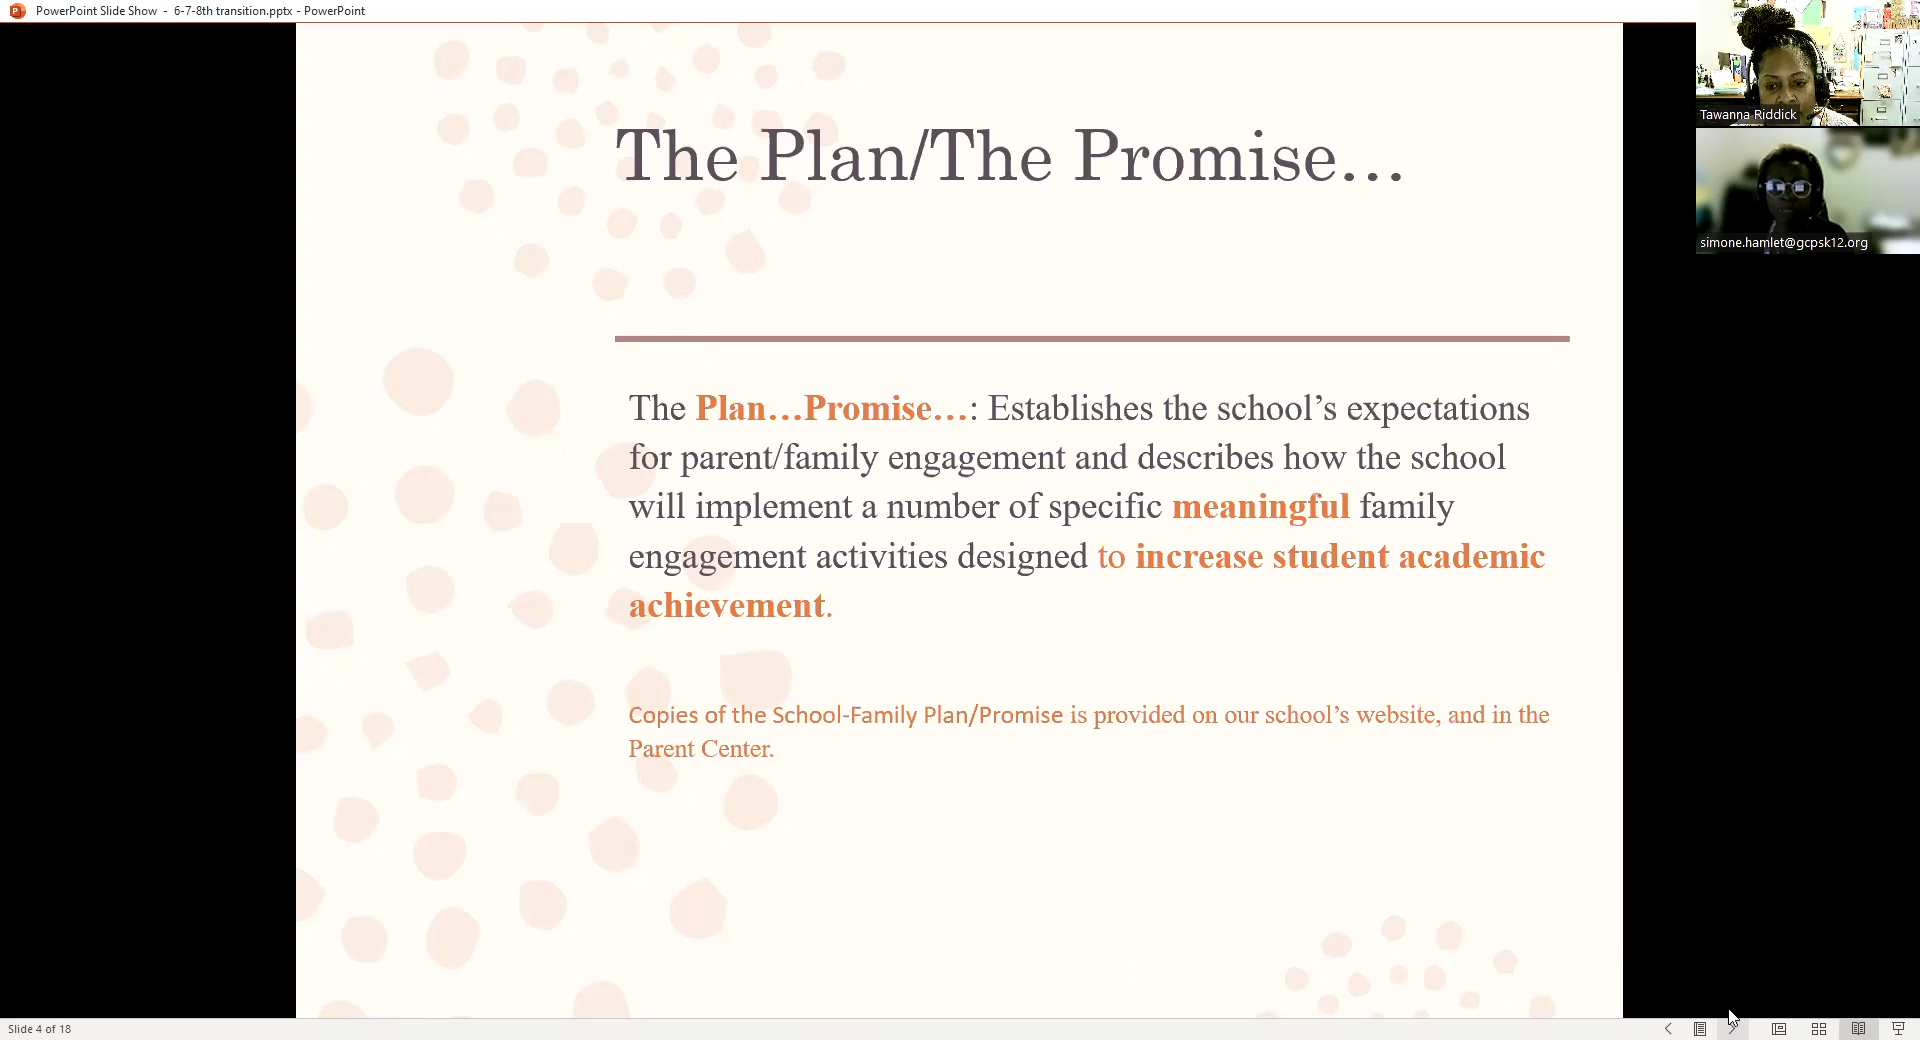 PowerPoint Slide Show - 6-7-8th transition.pptx - PowerPoint
Tawanna Riddick
simone.hamlet@gcpsk12.org
The Plan/The Promise…
The Plan…Promise…: Establishes the school’s expectations
for parent/family engagement and describes how the school
will implement a number of specific meaningful family
engagement activities designed to increase student academic
achievement.
Copies of the School-Family Plan/Promise is provided on our school’s website, and in the
Parent Center.
Slide 4 of 18